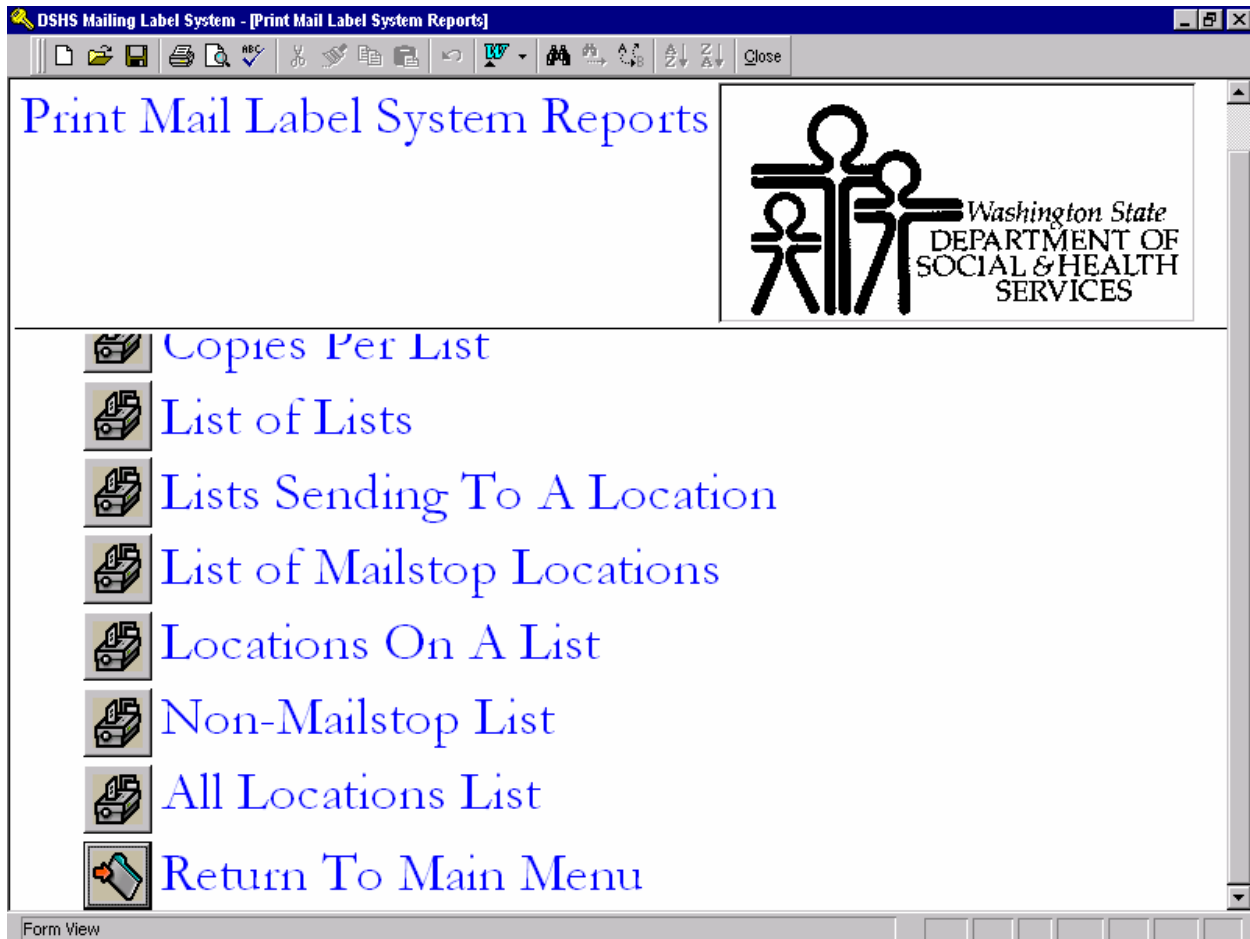 DSHS Mailing Label System - [Print Mail Label System Reports]
ABC
W
A
B
A
Z
Z
A
Close
Print Mail Label System Reports
Washington State
DEPARTMENT OF
SOCIAL & HEALTH
SERVICES
Copies Per List
List of Lists
Lists Sending To A Location
List of Mailstop Locations
Locations On A List
Non-Mailstop List
All Locations List
Return To Main Menu
Form View